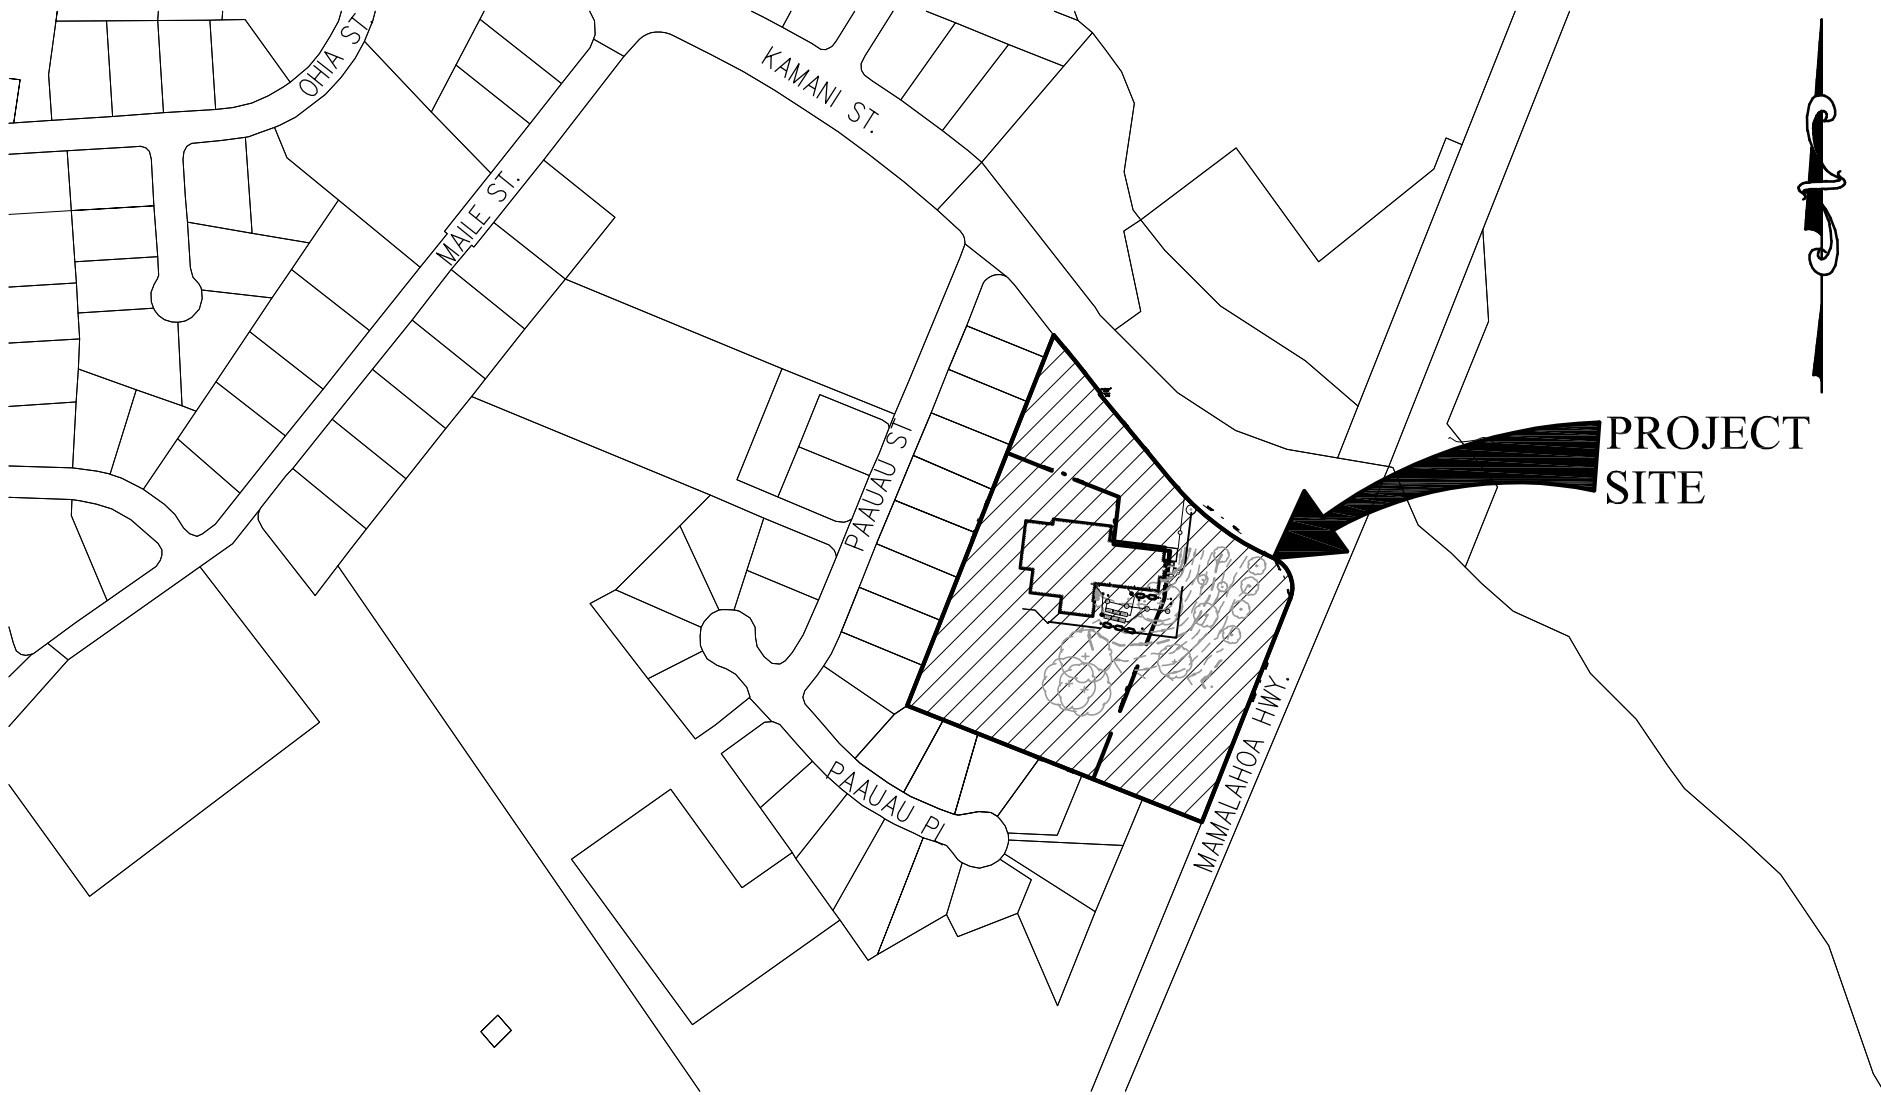 OHIA ST.
KAMANI ST.
MAILE ST.
PROJECT
SITE
PAAUAU ST
MAMALAHOA HWY.
PAAUAU PL